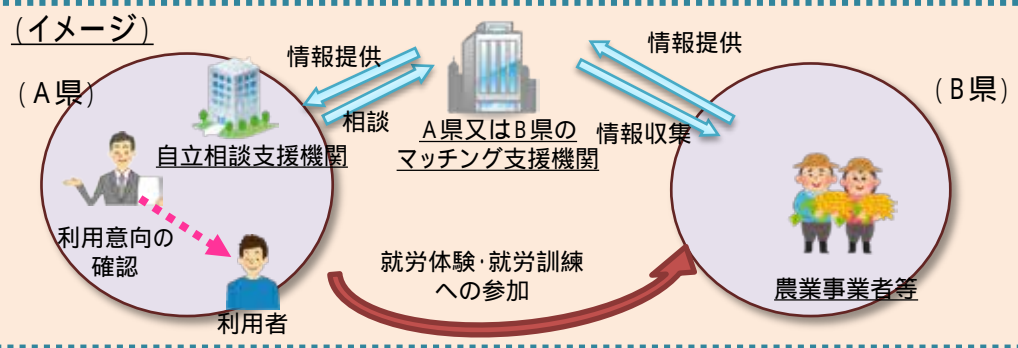 (イメージ)
(A県)
情報提供
相談
自立相談支援機関
A県又はB県の
マッチング支援機関
情報提供
情報収集
(B県)
利用意向の
確認
利用者
就労体験・就労訓練
への参加
農業事業者等